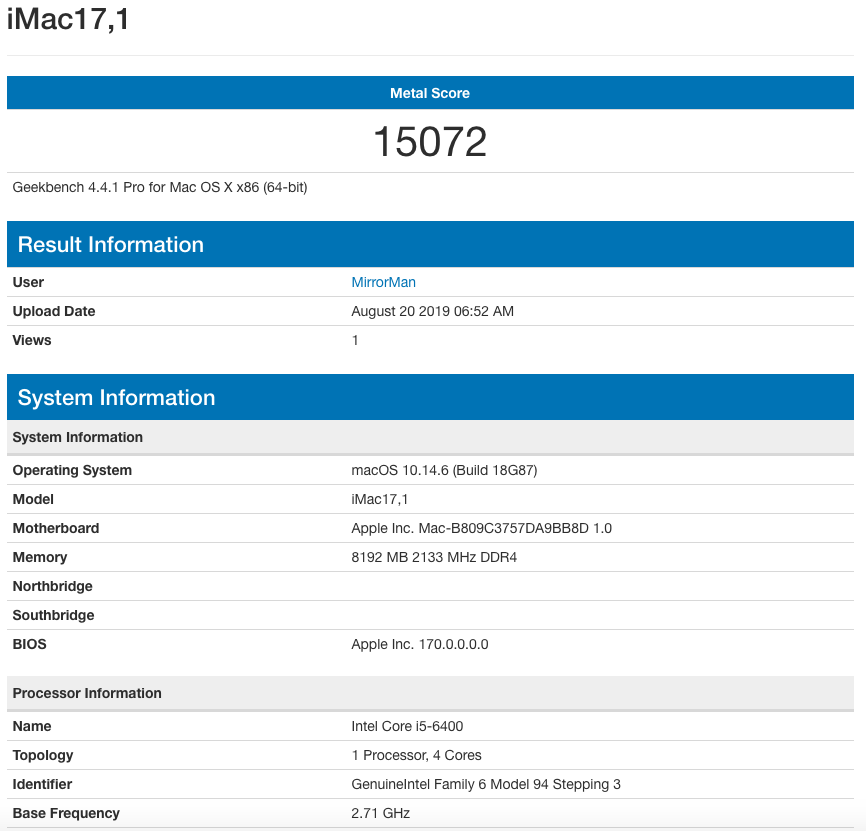 iMac17,1
Metal Score
15072
Geekbench 4.4.1 Pro for Mac OS X x86 (64-bit)
Result Information
User MirrorMan
Upload Date August 20 2019 06:52 AM
Views 1
System Information
System Information
Operating System macOS 10.14.6 (Build 18G87)
Model iMac17,1
Motherboard Apple Inc. Mac-B809C3757DA9BB8D 1.0
Memory 8192 MB 2133 MHz DDR4
Northbridge
Southbridge
BIOS Apple Inc. 170.0.0.0.0
Processor Information
Name Intel Core i5-6400
Topology 1 Processor, 4 Cores
Identifier GenuineIntel Family 6 Model 94 Stepping 3
Base Frequency 2.71 GHz